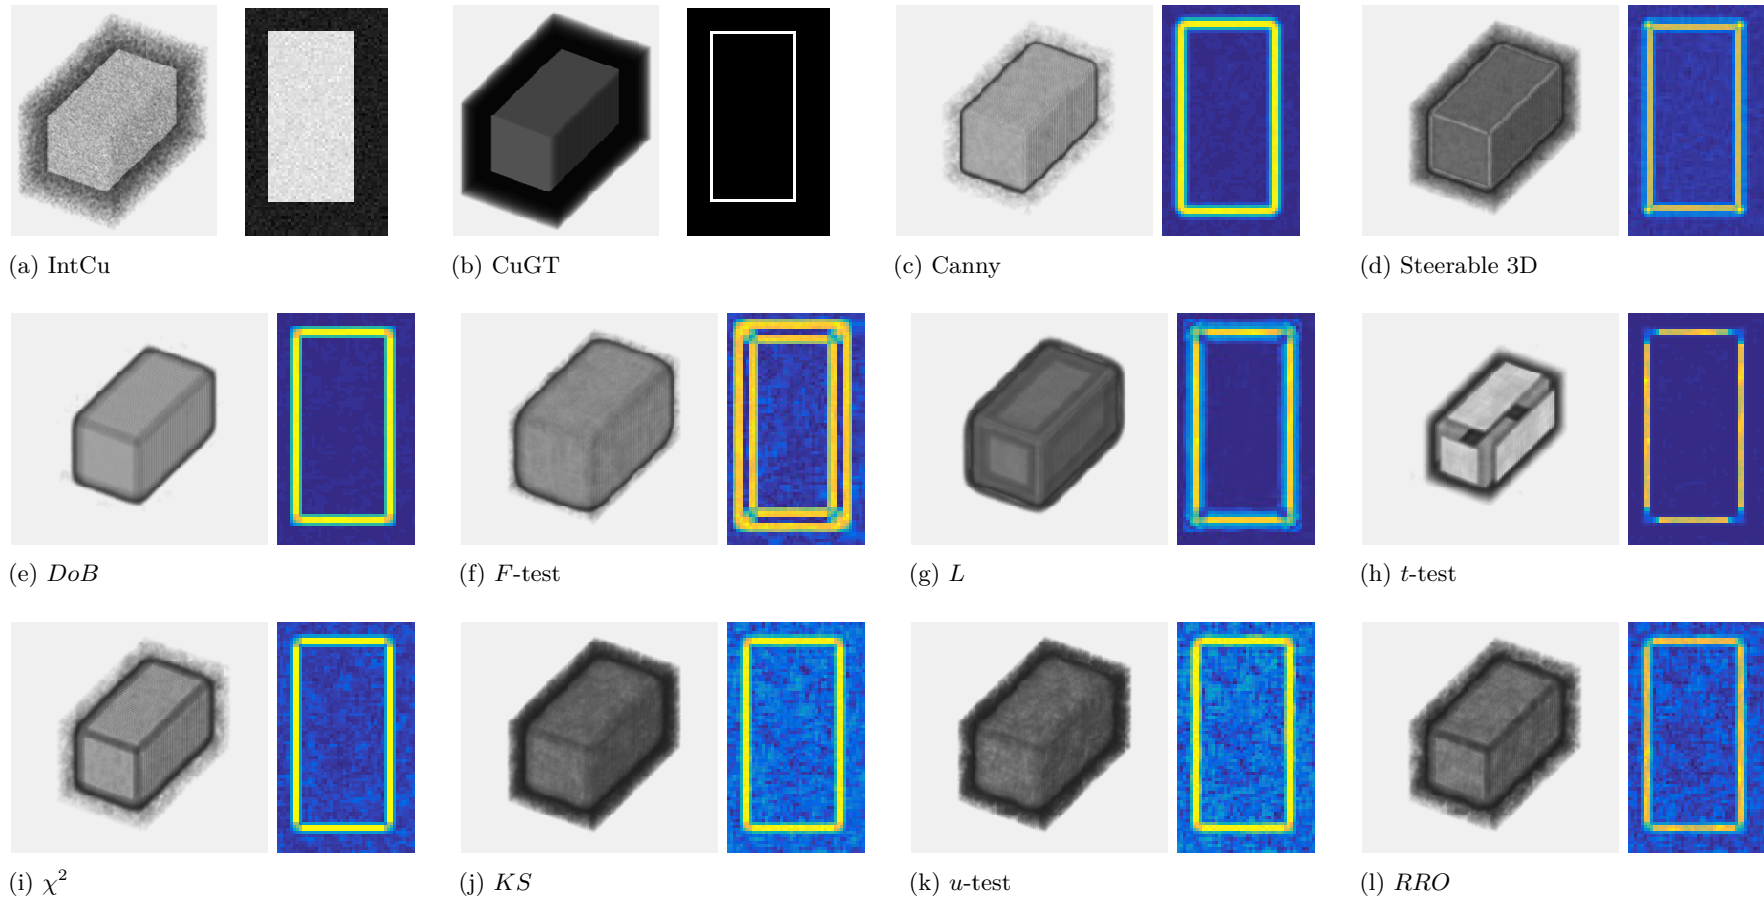 (a) IntCu
(b) CuGT
(c) Canny
(d) Steerable 3D
(e) DoB
(f) F-test
(g) L
(h) t-test
(i) χ²
(j) KS
(k) u-test
(l) RRO